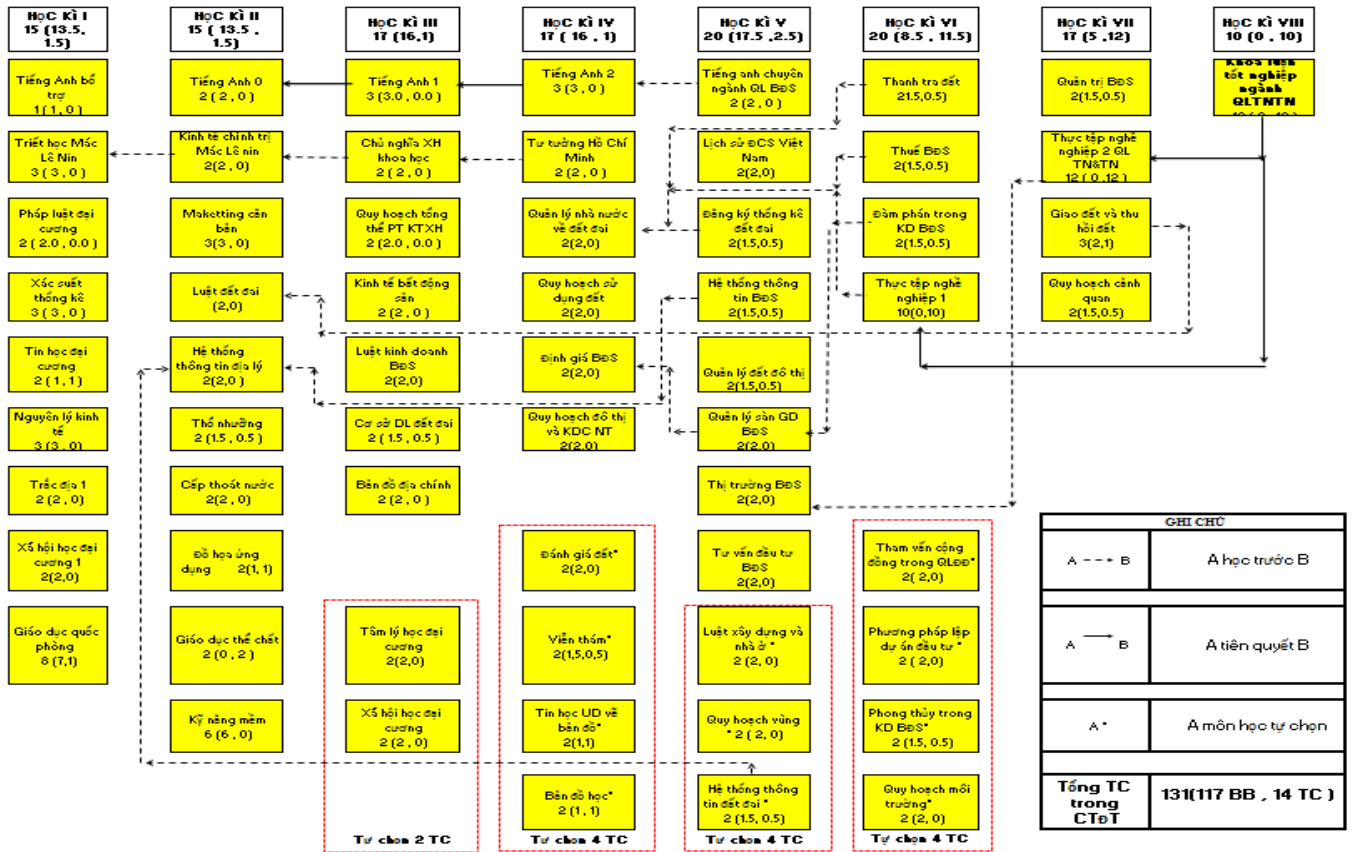 HỌC KÌ I
15 (13.5,
1.5)
HỌC KÌ II
15 ( 13.5 ,
1.5)
HỌC KÌ III
17 (16,1)
HỌC KÌ IV
17 ( 16 , 1)
HỌC KÌ V
20 (17.5 ,2.5)
HỌC KÌ VI
20 (8.5 , 11.5)
HỌC KÌ VII
17 (5 ,12)
HỌC KÌ VIII
10 (0 , 10)
Tiếng Anh bổ
trợ
1(1, 0)
Tiếng Anh 0
2 ( 2 , 0 )
Tiếng Anh 1
3 (3.0, 0.0)
Tiếng Anh 2
3 (3, 0)
Tiếng anh chuyên
ngành QL BĐS
2 (2, 0)
Thanh tra đất
21.5,0.5)
Quản trị BĐS
2(1.5,0.5)
Khóa luận
tốt nghiệp
ngành
QLTNTN
Triết học Mác
Lê Nin
3 ( 3, 0)
Kinh tế chính trị
Mác Lê nin
2(2, 0)
Chủ nghĩa XH
khoa học
2 ( 2, 0)
Tư tưởng Hồ Chí
Minh
2 (2, 0)
Lịch sử ĐCS Việt
Nam
2(2,0)
Thuế BĐS
2(1.5,0.5)
Thực tập nghề
nghiệp 2 QL
TN&TN
12 ( 0 ,12 )
Pháp luật đại
cương
2 ( 2.0 , 0.0 )
Maketting căn
bản
3(3, 0)
Quy hoạch tổng
thể PT KTXH
2 (2.0, 0.0)
Quản lý nhà nước
về đất đai
2(2,0)
Đăng ký thống kê
đất đai
2(1.5,0.5)
Đàm phán trong
KD BĐS
2(1.5,0.5)
Giao đất và thu
hồi đất
3(2,1)
Xác suất
thống kê
3 ( 3, 0)
Luật đất đai
(2,0)
Kinh tế bất động
sản
2 (2, 0)
Quy hoạch sử
dụng đất
2(2,0)
Hệ thống thông
tin BĐS
2(1.5,0.5)
Thực tập nghề
nghiệp 1
10(0,10)
Quy hoạch cảnh
quan
2(1.5,0.5)
Tin học đại
cương
2 ( 1, 1)
Hệ thống
thông tin địa lý
2(2,0 )
Luật kinh doanh
BĐS
2(2,0)
Định giá BĐS
2(2,0)
Quản lý đất đô thị
2(1.5,0.5)
Nguyên lý kinh
tế
3 (3 , 0)
Thổ nhưỡng
2 (1.5 , 0.5 )
Cơ sở DL đất đai
2 ( 1.5 , 0.5 )
Quy hoạch đô thị
và KDC NT
2(2,0)
Quản lý sàn GD
BĐS
2(2,0)
Trắc địa 1
2 (2 , 0)
Cấp thoát nước
2(2, 0)
Bản đồ địa chính
2 ( 2, 0)
Thị trường BĐS
2(2,0)
Xã hội học đại
cương 1
2(2,0)
Đồ họa ứng
dụng 2(1, 1)
Đánh giá đất*
2(2,0)
Tư vấn đầu tư
BĐS
2(2,0)
Tham vấn cộng
đồng trong QLĐĐ*
2( 2,0)
Giáo dục quốc
phòng
8 (7,1)
Giáo dục thể chất
2 (0 , 2 )
Tâm lý học đại
cương
2(2,0)
Viễn thám*
2(1,5,0,5)
Luật xây dựng và
nhà ở *
2 (2, 0)
Phương pháp lập
dự án đầu tư *
2 ( 2,0)
Kỹ năng mềm
6 (6 , 0)
Xã hội học đại
cương
2 (2 , 0)
Tin học UD vẽ
bản đồ*
2(1,1)
Quy hoạch vùng
* 2 ( 2, 0)
Phong thủy trong
KD BĐS*
2 (1.5, 0.5)
Bản đồ học*
2 (1, 1)
Hệ thống thông
tin đất đai *
2 (1.5, 0.5)
Quy hoạch môi
trường*
2 (2, 0)
Tự chọn 2 TC
Tự chọn 4 TC
Tự chọn 4 TC
Tự chọn 4 TC
GHI CHÚ
A B
A học trước B
A B
A tiên quyết B
A *
A môn học tự chọn
Tổng TC
trong
CTĐT
131(117 BB , 14 TC )